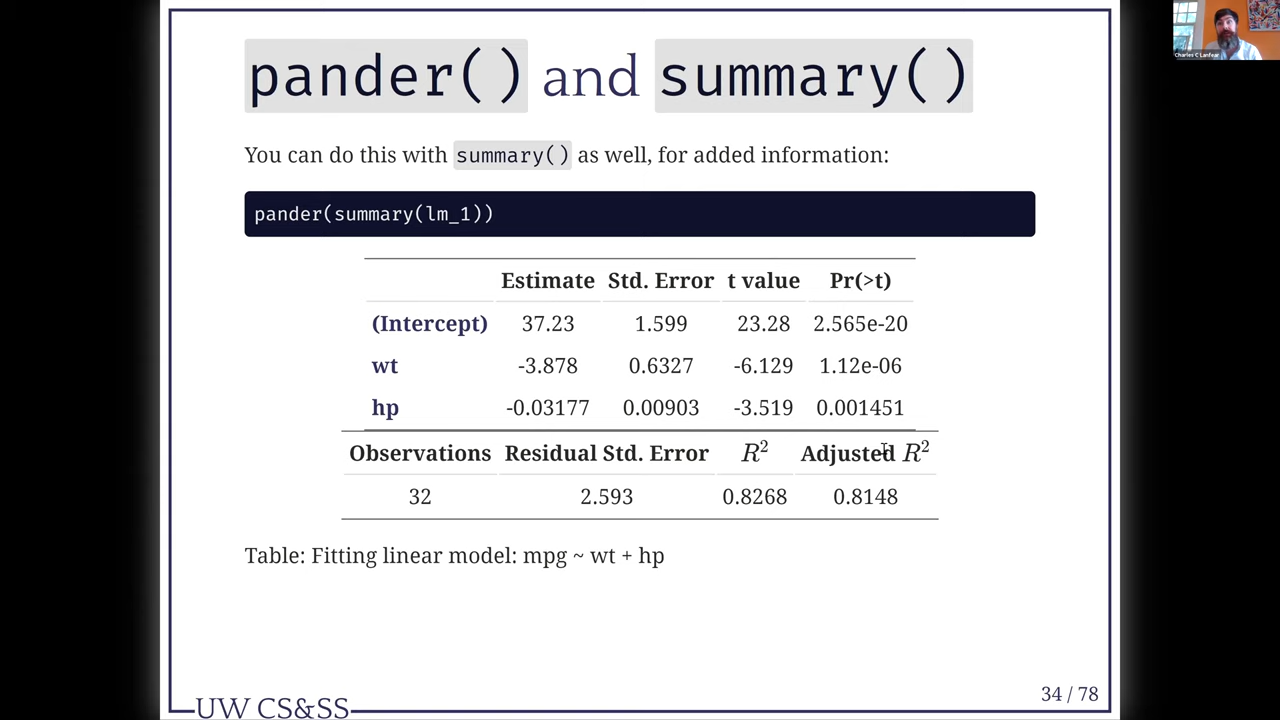 pander() and summary()
Charles C Lanfear
You can do this with summary() as well, for added information:
pander(summary(lm_1))
Estimate Std. Error t value Pr(>t)
(Intercept) 37.23 1.599 23.28 2.565e-20
wt -3.878 0.6327 -6.129 1.12e-06
hp -0.03177 0.00903 -3.519 0.001451
Observations Residual Std. Error R² Adjusted R²
32 2.593 0.8268 0.8148
Table: Fitting linear model: mpg ~ wt + hp
34 / 78
UW CS&SS